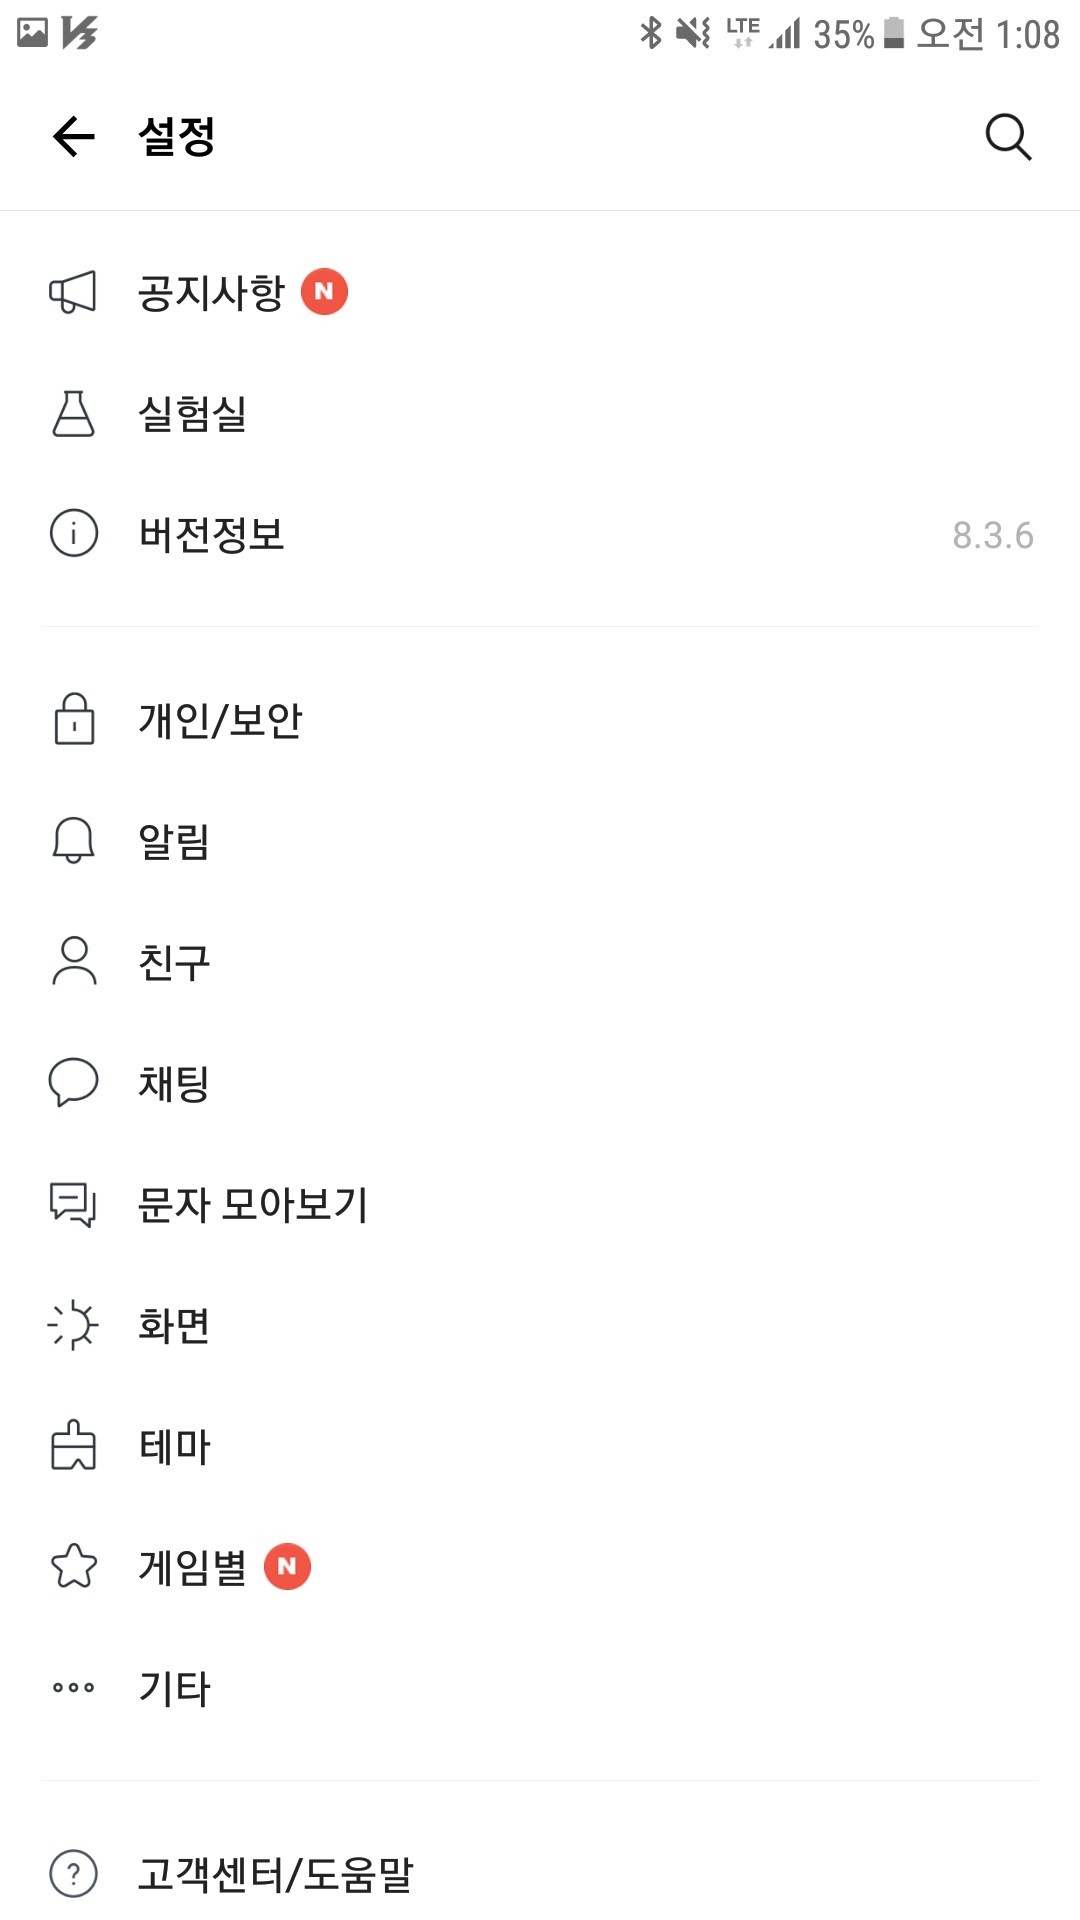 LTE 35% 오전 1:08
설정
공지사항 N
실험실
버전정보 8.3.6
개인/보안
알림
친구
채팅
문자 모아보기
화면
테마
게임별 N
기타
고객센터/도움말